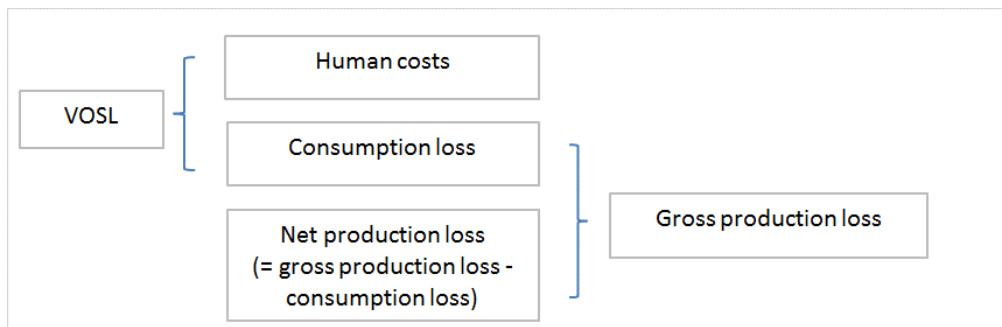 Human costs
VOSL
Consumption loss
Gross production loss
Net production loss
(= gross production loss -
consumption loss)